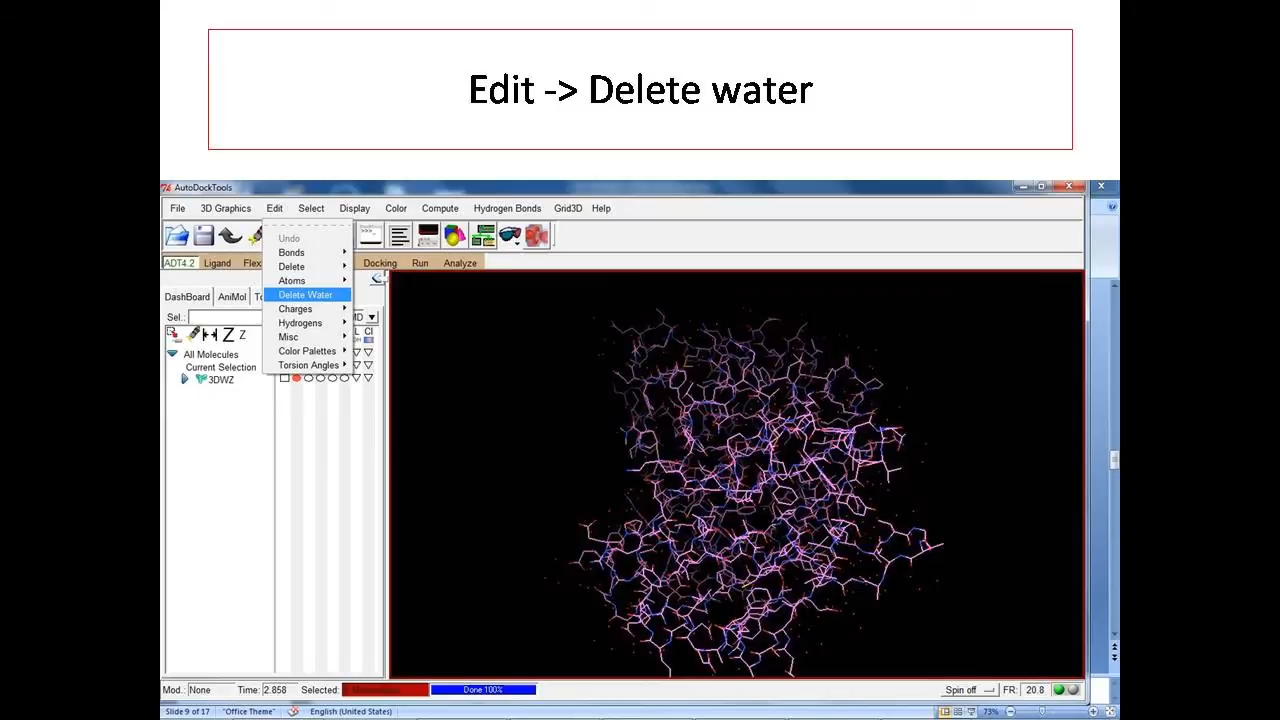 Edit -> Delete water
AutoDockTools
File 3D Graphics Edit Select Display Color Compute Hydrogen Bonds Grid3D Help
Undo
Bonds
Delete
Atoms
Delete Water
Charges
Hydrogens
Misc
Color Palettes
Torsion Angles
ADT4.2 Ligand Docking Run Analyze
DashBoard AniMol
Sel.:
L Cl
Z Z
All Molecules
Current Selection
3DWZ
Mod.: None Time: 2.858 Selected: Done 100% Spin off FR: 20.8
Slide 9 of 17 "Office Theme" English (United States) 73%